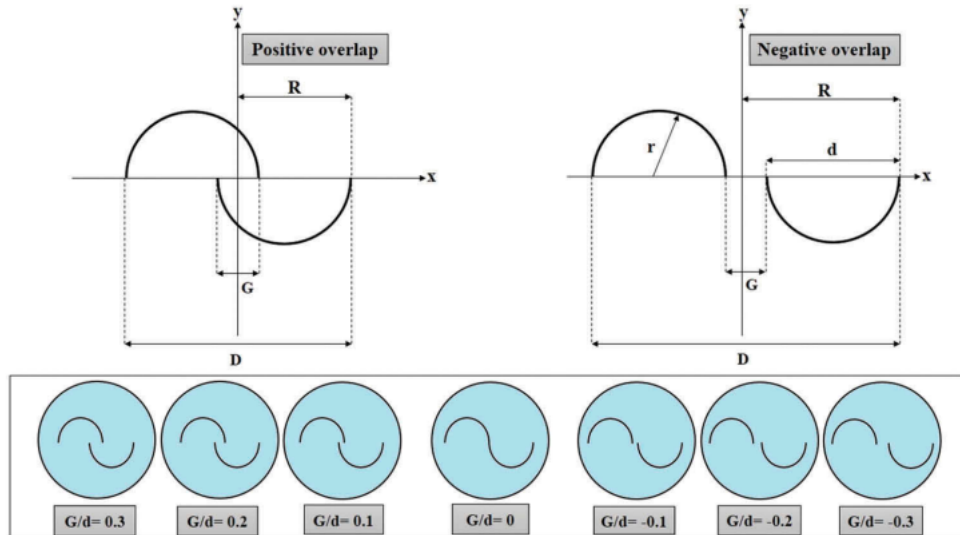 y
Positive overlap
R
x
G
D
y
Negative overlap
R
r
d
x
G
D
G/d= 0.3
G/d= 0.2
G/d= 0.1
G/d= 0
G/d= -0.1
G/d= -0.2
G/d= -0.3